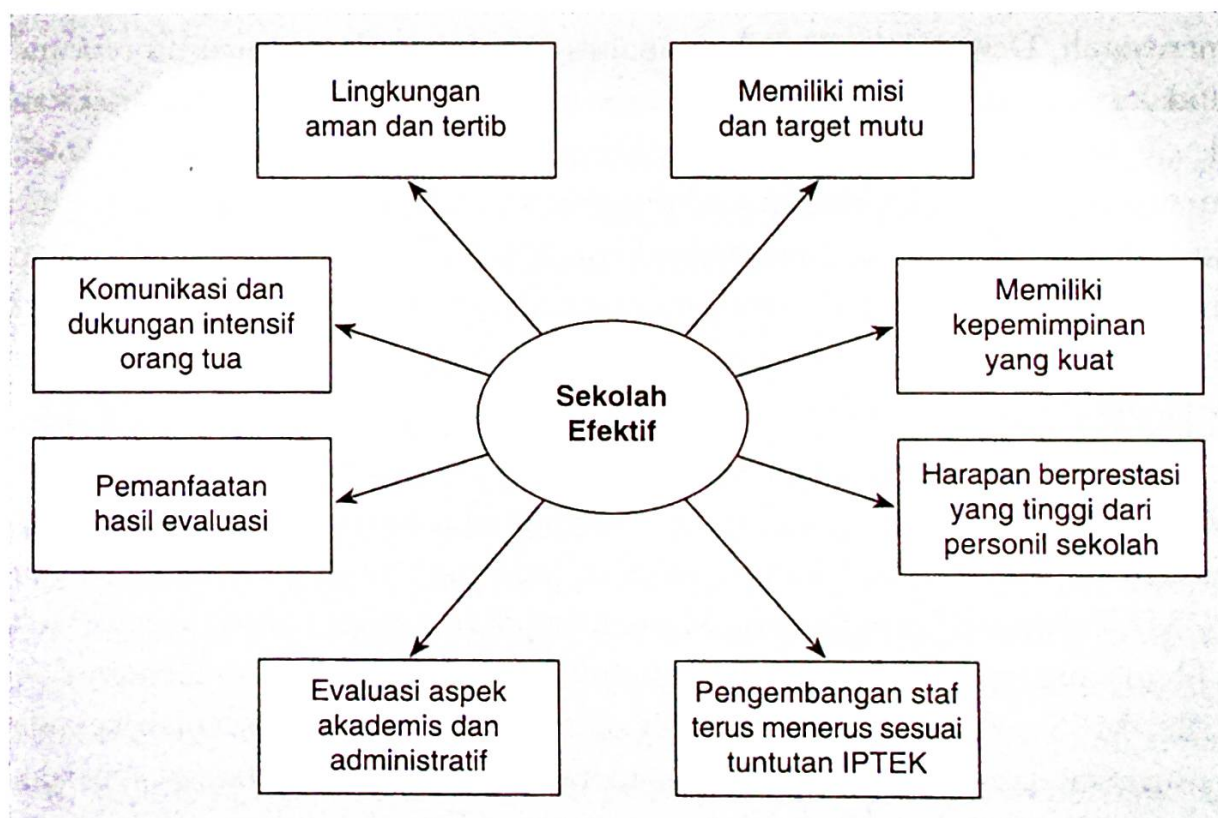 Lingkungan
aman dan tertib
Memiliki misi
dan target mutu
Komunikasi dan
dukungan intensif
orang tua
Memiliki
kepemimpinan
yang kuat
Sekolah
Efektif
Pemanfaatan
hasil evaluasi
Harapan berprestasi
yang tinggi dari
personil sekolah
Evaluasi aspek
akademis dan
administratif
Pengembangan staf
terus menerus sesuai
tuntutan IPTEK